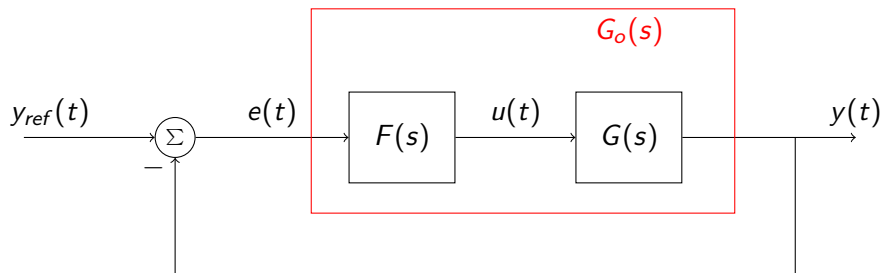 G_o(s)
y_ref(t)
e(t)
u(t)
y(t)
Σ
F(s)
G(s)
−